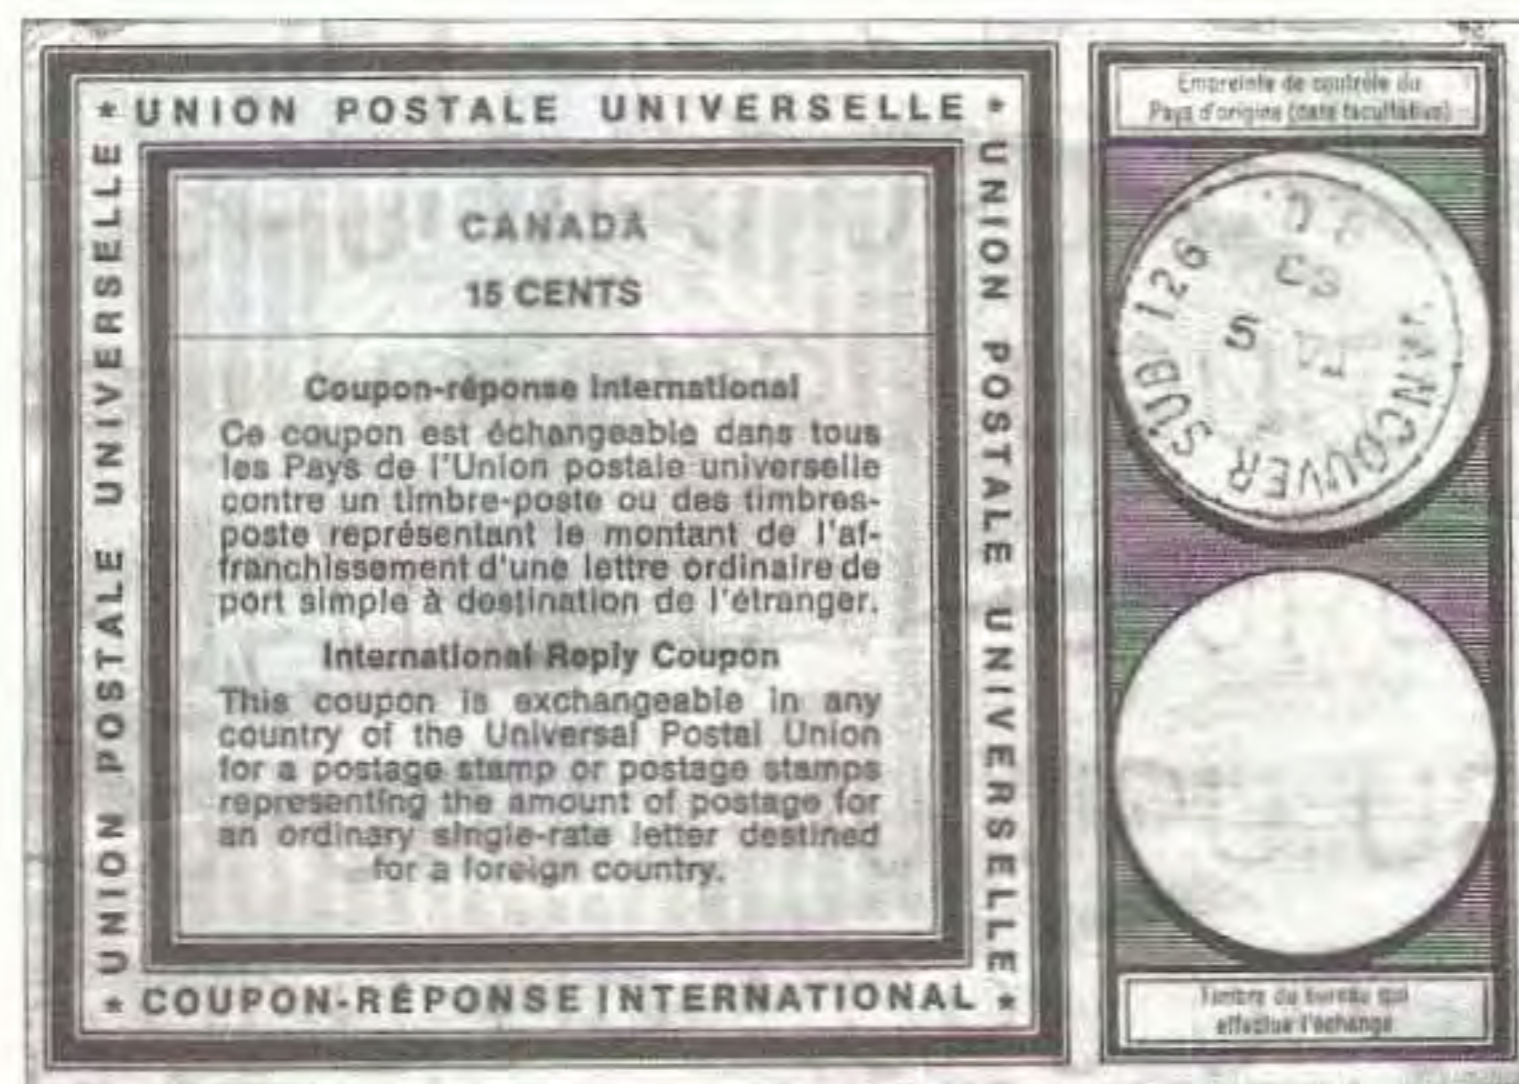 * UNION POSTALE UNIVERSELLE *
UNION POSTALE UNIVERSELLE
UNION POSTALE UNIVERSELLE
CANADA
15 CENTS
Coupon-réponse International
Ce coupon est échangeable dans tous
les Pays de l'Union postale universelle
contre un timbre-poste ou des timbres-
poste représentant le montant de l'af-
franchissement d'une lettre ordinaire de
port simple à destination de l'étranger.
International Reply Coupon
This coupon is exchangeable in any
country of the Universal Postal Union
for a postage stamp or postage stamps
representing the amount of postage for
an ordinary single-rate letter destined
for a foreign country.
* COUPON-RÉPONSE INTERNATIONAL *
Empreinte de contrôle du
Pays d'origine (date facultative)
VANCOUVER SUB 126
5
Timbre du bureau qui
effectue l'échange